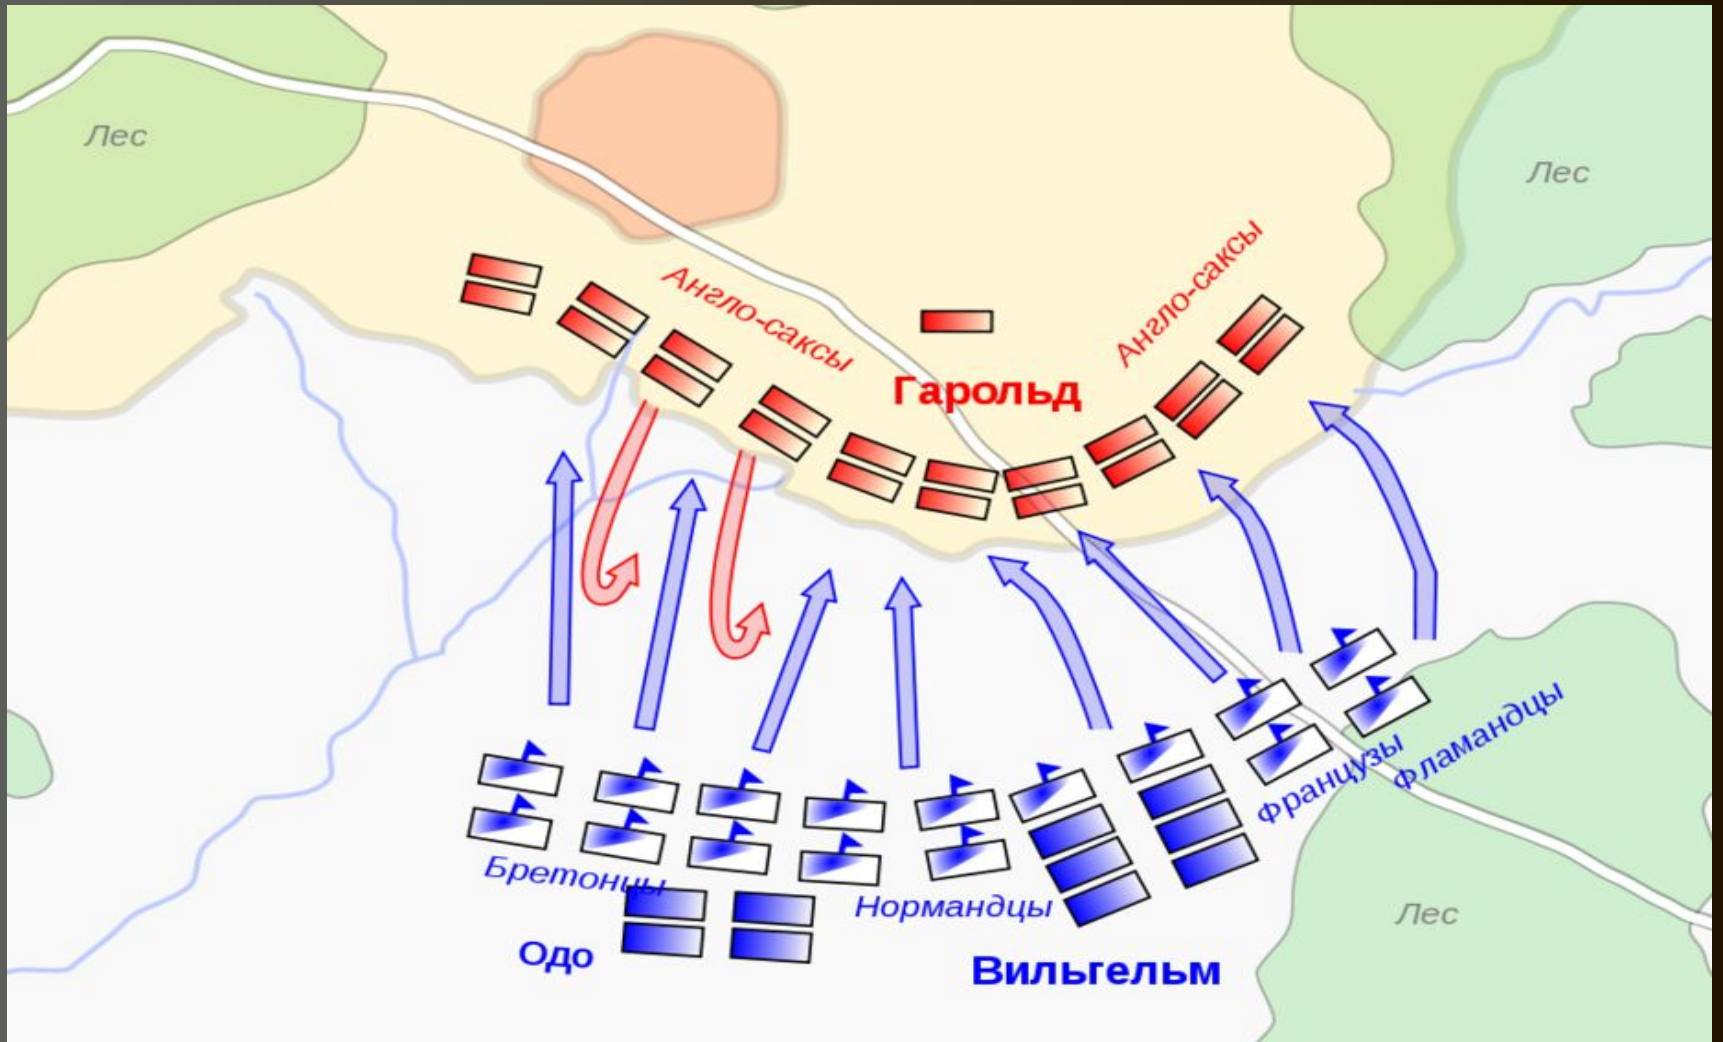 Лес
Лес
Англо-саксы
Англо-саксы
Гарольд
Французы
Фламандцы
Бретонцы
Нормандцы
Лес
Одо
Вильгельм